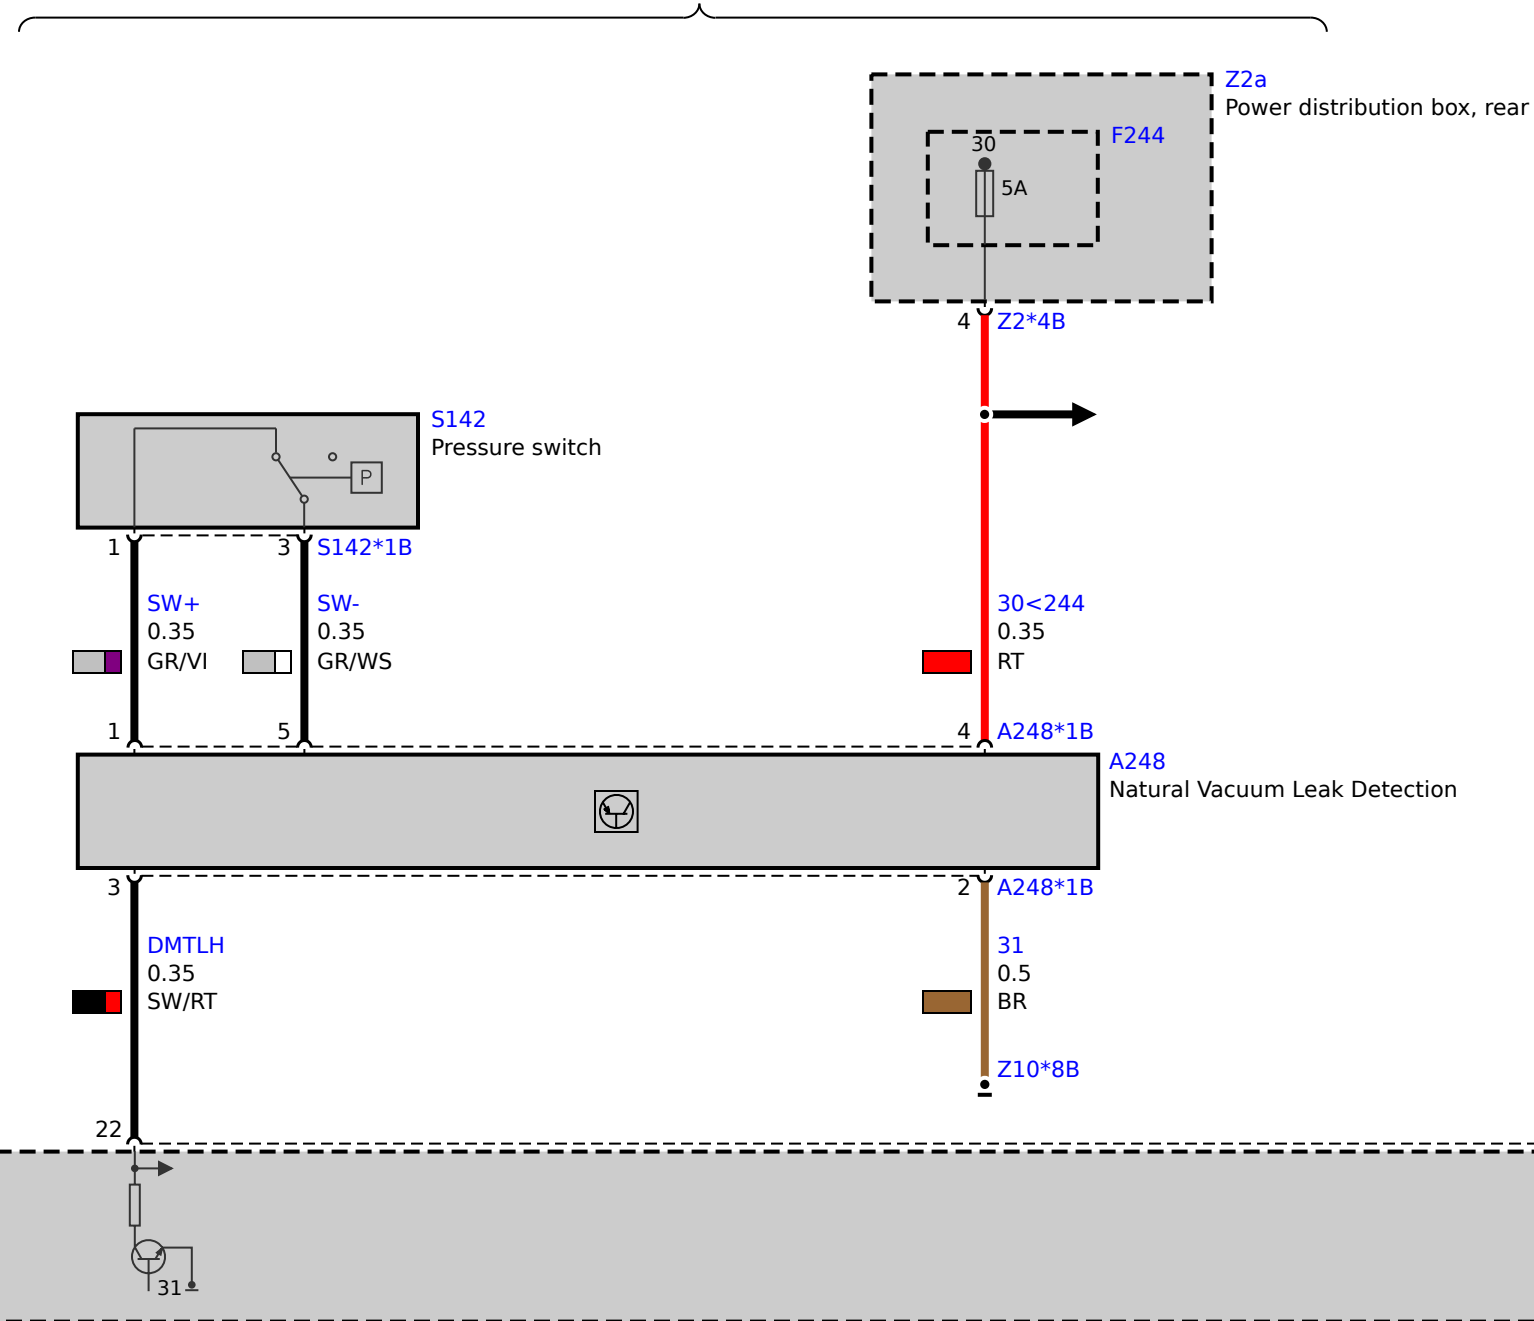 Z2a
Power distribution box, rear
F244
30
5A
4 Z2*4B
S142
Pressure switch
P
1 3 S142*1B
SW+ SW- 30<244
0.35 0.35 0.35
GR/VI GR/WS RT
1 5 4 A248*1B
A248
Natural Vacuum Leak Detection
3 2 A248*1B
DMTLH 31
0.35 0.5
SW/RT BR
Z10*8B
22
31